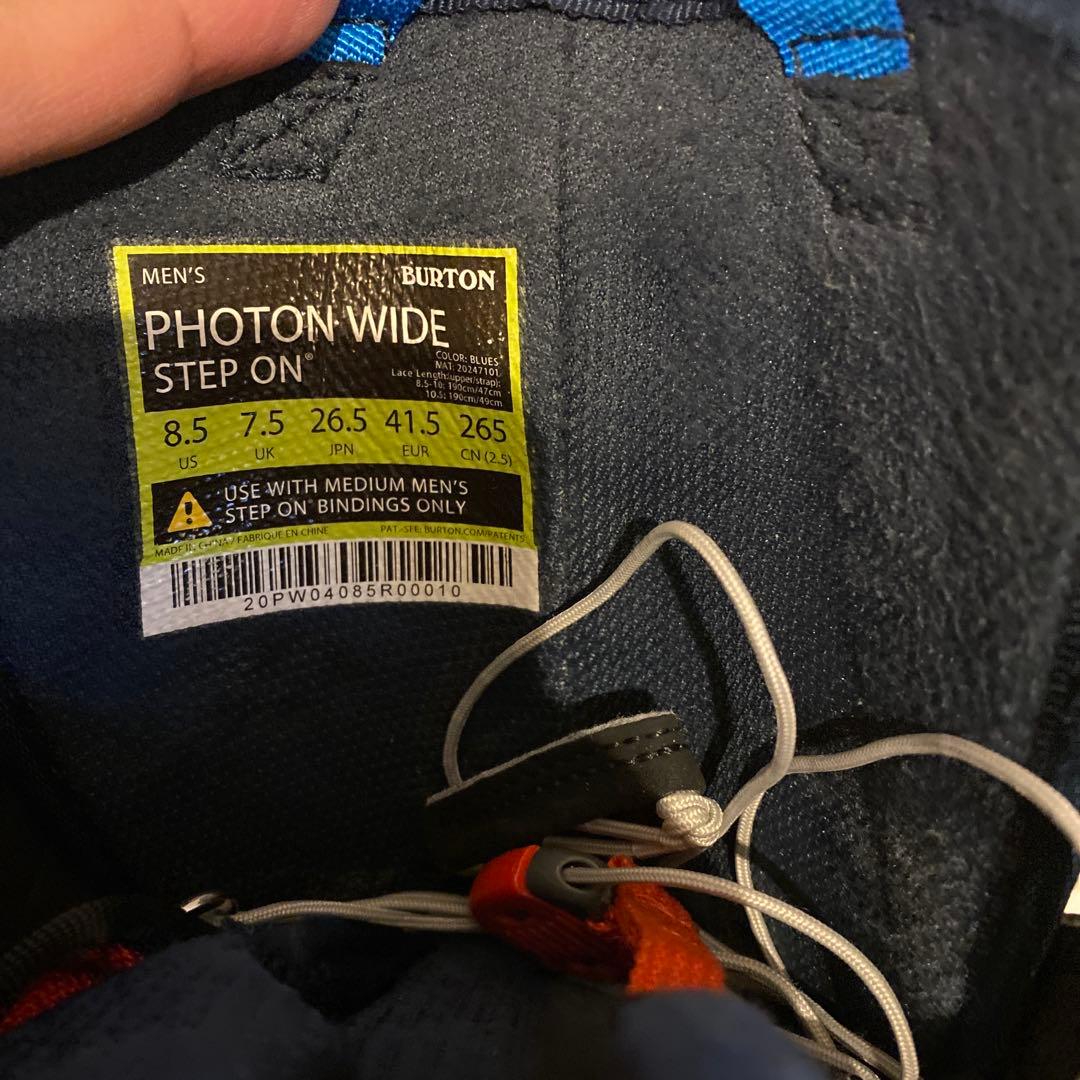 MEN'S BURTON
PHOTON WIDE
STEP ON®
COLOR: BLUES
MAT: 20247101
Lace Length(upper/strap):
8.5-10: 190cm/47cm
10.5: 190cm/49cm
8.5 7.5 26.5 41.5 265
US UK JPN EUR CN (2.5)
USE WITH MEDIUM MEN'S
STEP ON® BINDINGS ONLY
MADE IN CHINA / FABRIQUE EN CHINE PAT.-SEE: BURTON.COM/PATENTS
20PW04085R00010